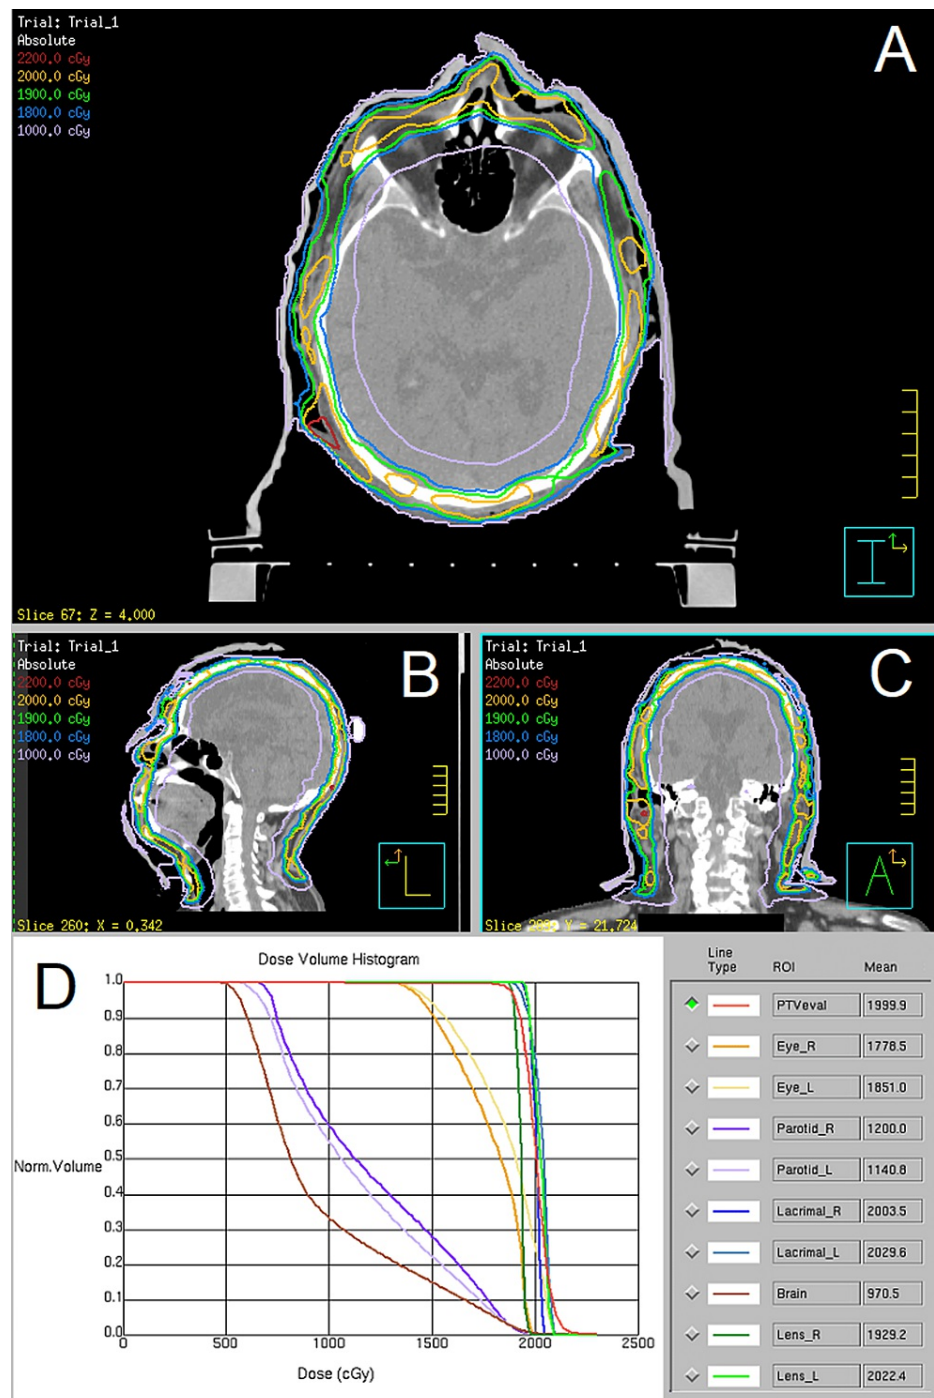 Trial: Trial_1
Absolute
2200.0 cGy
2000.0 cGy
1900.0 cGy
1800.0 cGy
1000.0 cGy
A
I
Slice 67: Z = 4.000
Trial: Trial_1
Absolute
2200.0 cGy
2000.0 cGy
1900.0 cGy
1800.0 cGy
1000.0 cGy
B
L
Slice 260: X = 0.342
Trial: Trial_1
Absolute
2200.0 cGy
2000.0 cGy
1900.0 cGy
1800.0 cGy
1000.0 cGy
C
A
Slice Y = 21.724
D
Dose Volume Histogram
1.0
0.9
0.8
0.7
0.6
0.5
0.4
0.3
0.2
0.1
0.0
Norm.Volume
0 500 1000 1500 2000 2500
Dose (cGy)
Line Type ROI Mean
PTVeval 1999.9
Eye_R 1778.5
Eye_L 1851.0
Parotid_R 1200.0
Parotid_L 1140.8
Lacrimal_R 2003.5
Lacrimal_L 2029.6
Brain 970.5
Lens_R 1929.2
Lens_L 2022.4